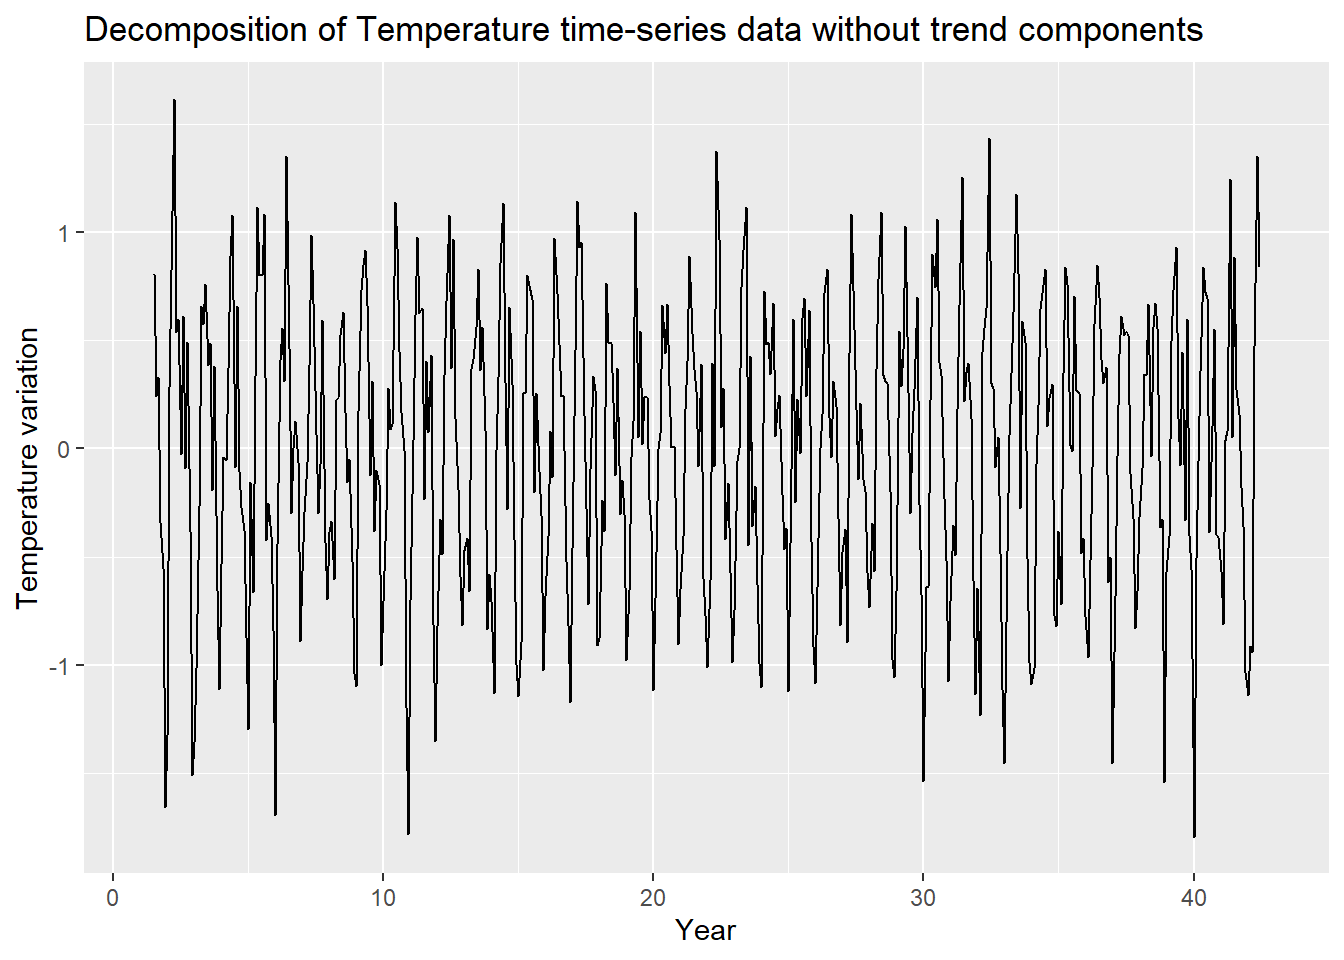 Decomposition of Temperature time-series data without trend components
Temperature variation
1
0
-1
0
10
20
30
40
Year